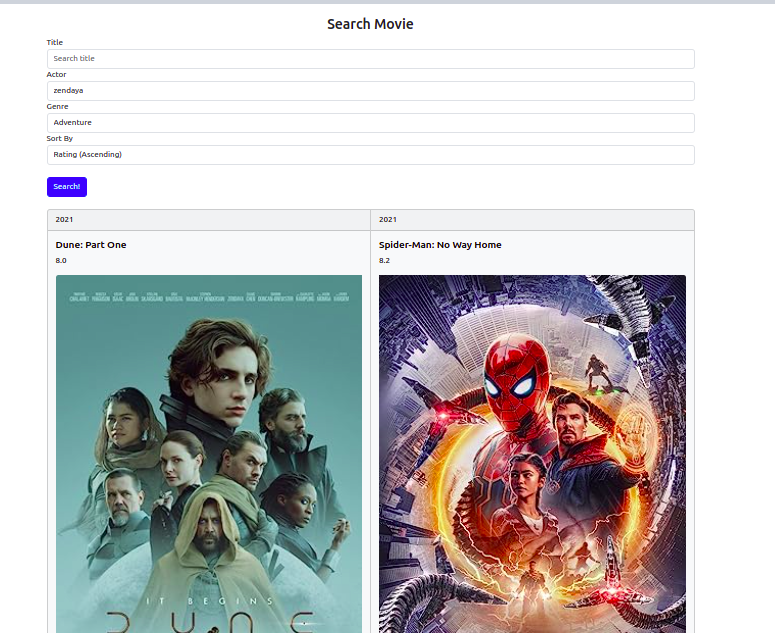 Search Movie
Title
Search title
Actor
zendaya
Genre
Adventure
Sort By
Rating (Ascending)
Search!
2021
2021
Dune: Part One
Spider-Man: No Way Home
8.0
8.2
IT BEGINS
DUNE